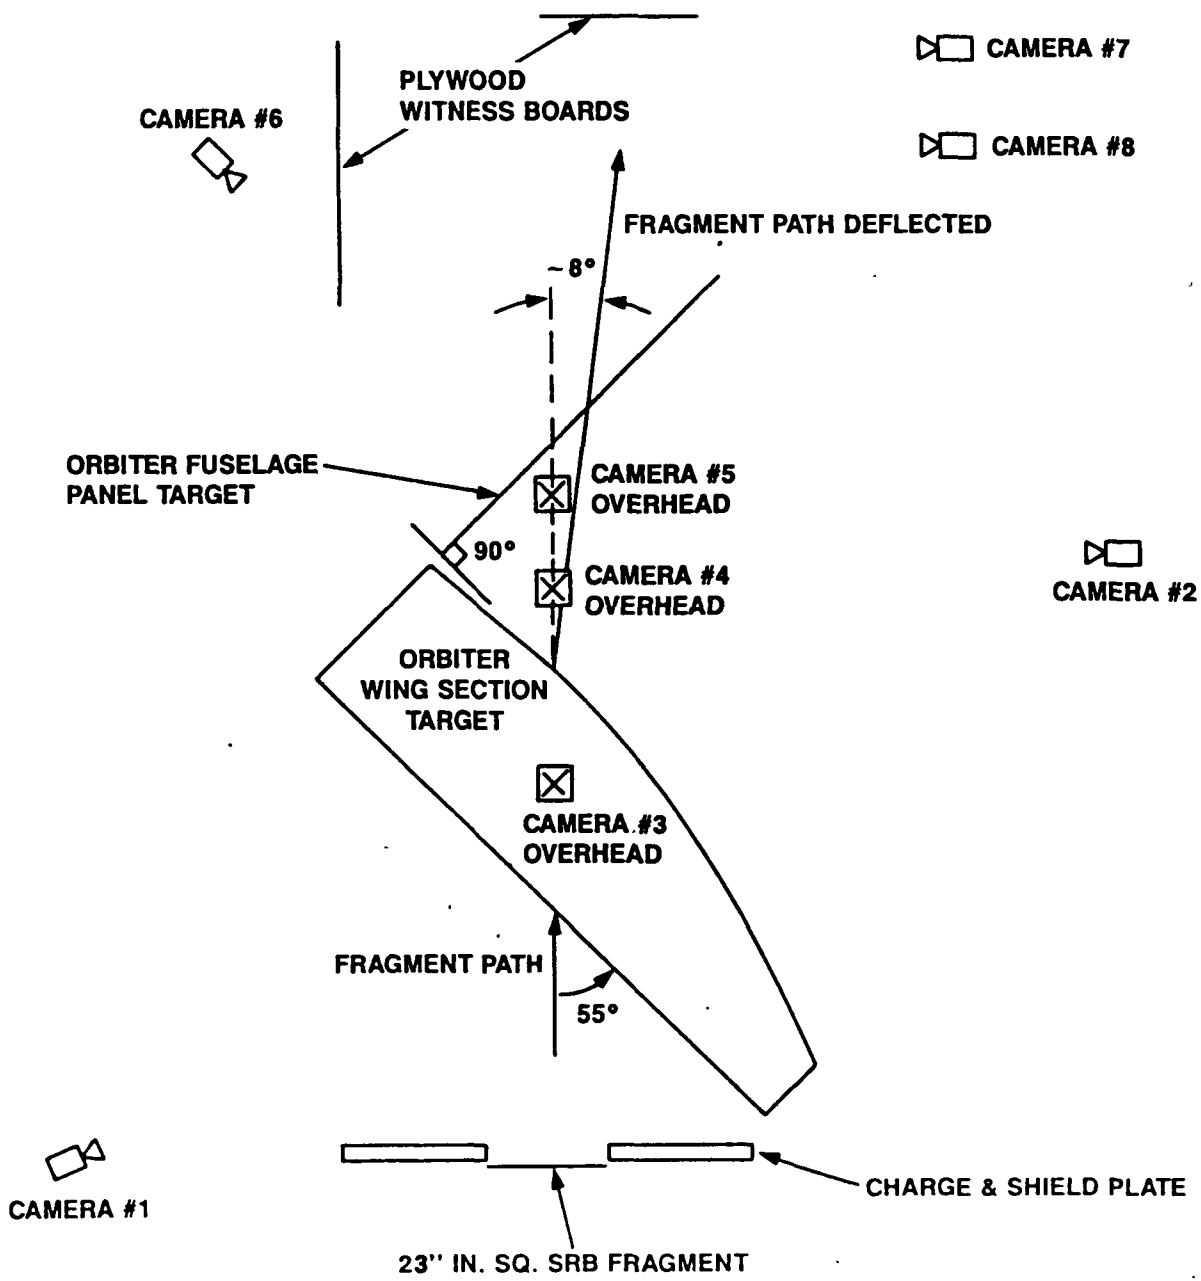 CAMERA #7
PLYWOOD
WITNESS BOARDS
CAMERA #6
CAMERA #8
FRAGMENT PATH DEFLECTED
~8°
ORBITER FUSELAGE
PANEL TARGET
CAMERA #5
OVERHEAD
90°
CAMERA #4
OVERHEAD
CAMERA #2
ORBITER
WING SECTION
TARGET
CAMERA #3
OVERHEAD
FRAGMENT PATH
55°
CHARGE & SHIELD PLATE
CAMERA #1
23" IN. SQ. SRB FRAGMENT